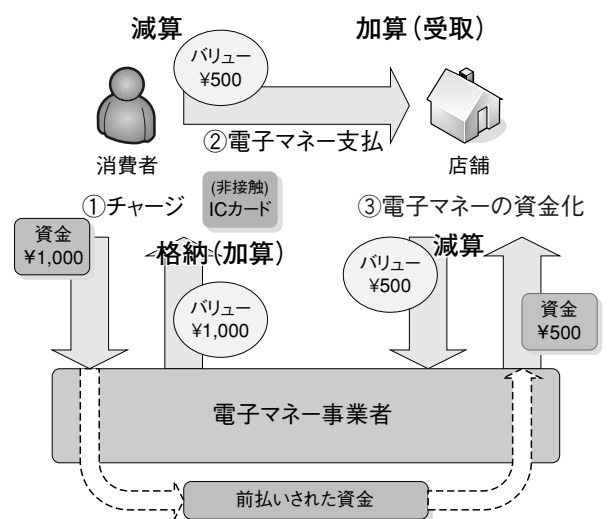 減算
加算(受取)
バリュー
¥500
②電子マネー支払
消費者
店舗
①チャージ
(非接触)
ICカード
③電子マネーの資金化
資金
¥1,000
格納(加算)
バリュー
¥1,000
減算
バリュー
¥500
資金
¥500
電子マネー事業者
前払いされた資金